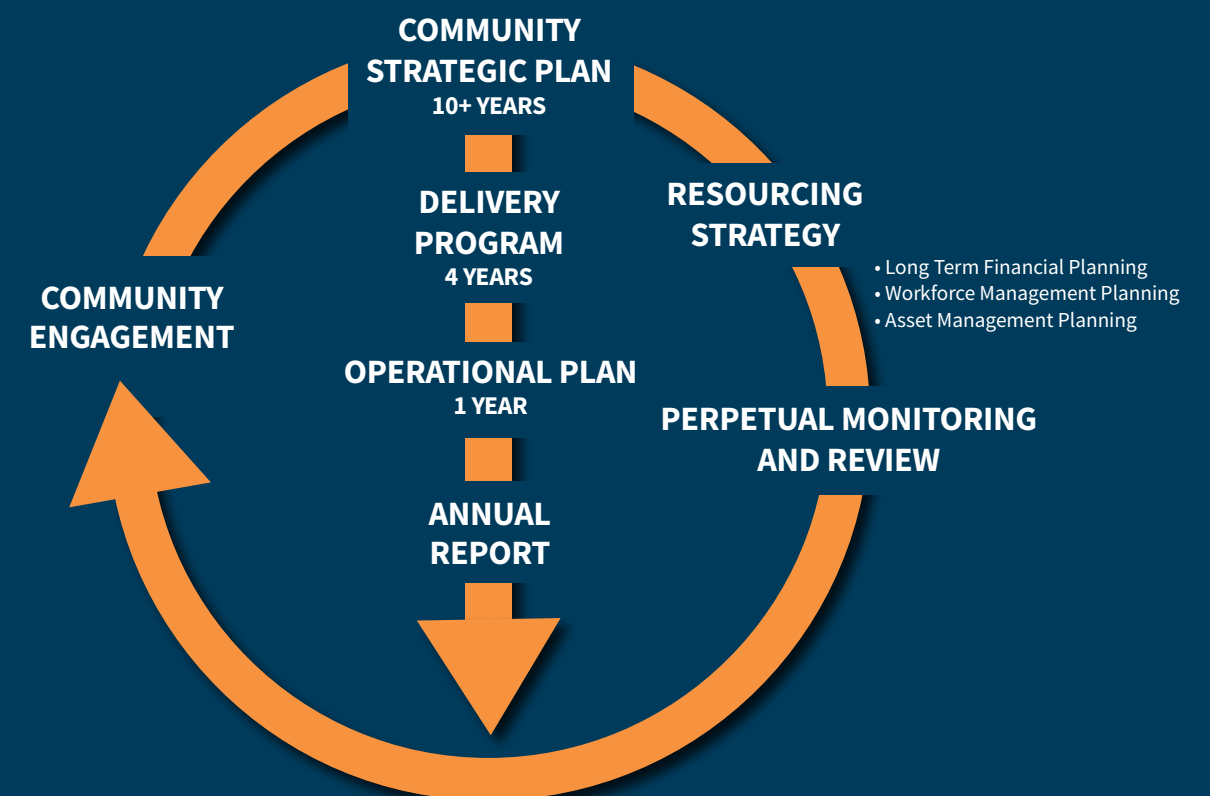 COMMUNITY
STRATEGIC PLAN
10+ YEARS
DELIVERY
PROGRAM
4 YEARS
OPERATIONAL PLAN
1 YEAR
ANNUAL
REPORT
RESOURCING
STRATEGY
• Long Term Financial Planning
• Workforce Management Planning
• Asset Management Planning
PERPETUAL MONITORING
AND REVIEW
COMMUNITY
ENGAGEMENT